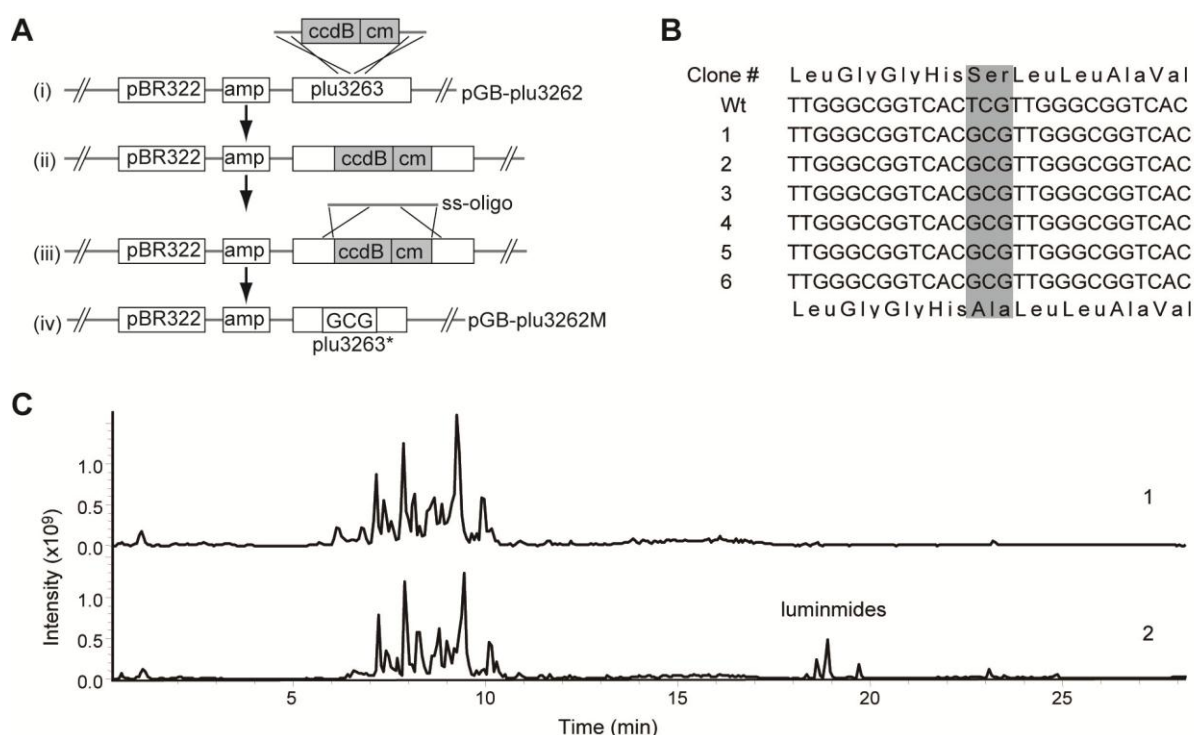 A
ccdB cm
(i) pBR322 amp plu3263 pGB-plu3262
(ii) pBR322 amp ccdB cm
ss-oligo
(iii) pBR322 amp ccdB cm
(iv) pBR322 amp GCG pGB-plu3262M
plu3263*
B
Clone # LeuGlyGlyHisSerLeuLeuAlaVal
Wt TTGGGCGGTCACTCGTTGGGCGGTCAC
1 TTGGGCGGTCACGCGTTGGGCGGTCAC
2 TTGGGCGGTCACGCGTTGGGCGGTCAC
3 TTGGGCGGTCACGCGTTGGGCGGTCAC
4 TTGGGCGGTCACGCGTTGGGCGGTCAC
5 TTGGGCGGTCACGCGTTGGGCGGTCAC
6 TTGGGCGGTCACGCGTTGGGCGGTCAC
LeuGlyGlyHisAlaLeuLeuAlaVal
C
Intensity (x10⁹)
1.0
0.5
0.0
1
1.0
0.5
0.0
luminmides
2
5 10 15 20 25
Time (min)